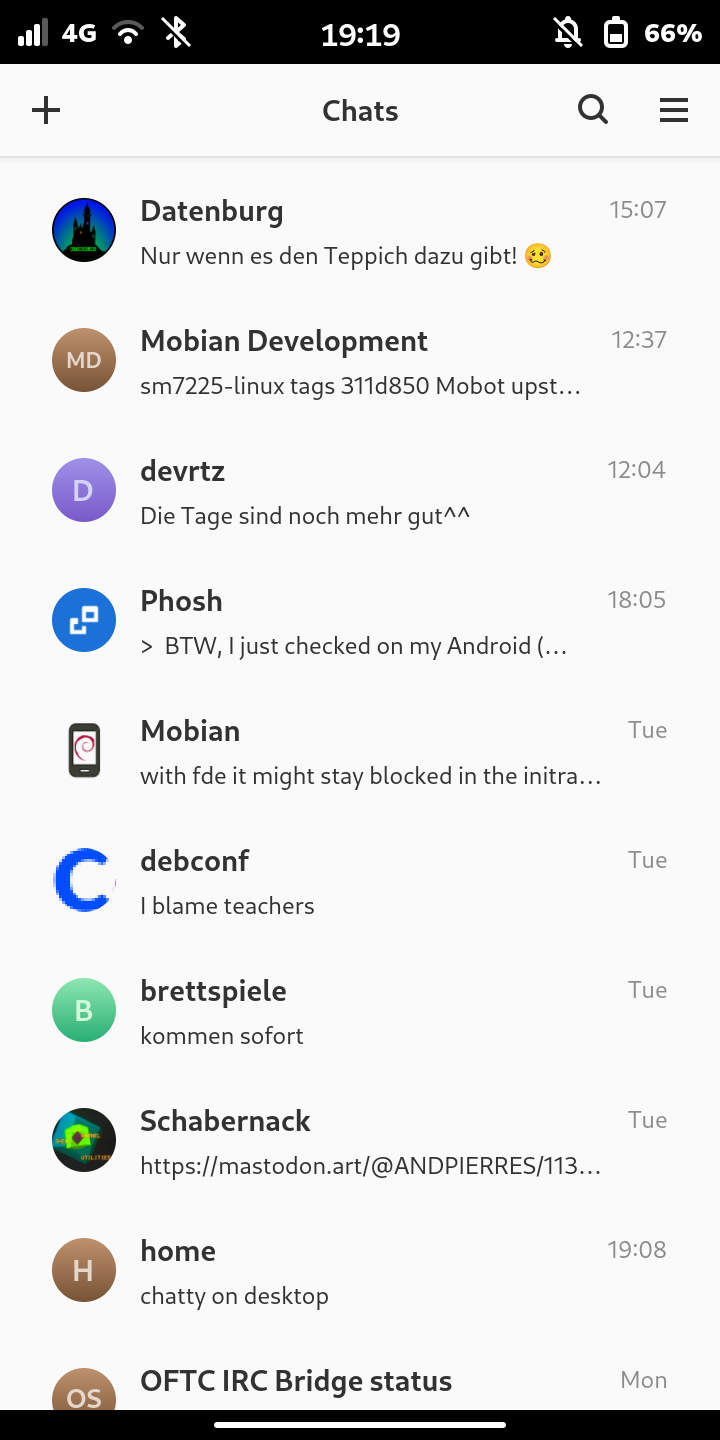 4G 19:19 66%
Chats
Datenburg 15:07
Nur wenn es den Teppich dazu gibt! 🥴
MD Mobian Development 12:37
sm7225-linux tags 311d850 Mobot upst…
D devrtz 12:04
Die Tage sind noch mehr gut^^
Phosh 18:05
> BTW, I just checked on my Android (…
Mobian Tue
with fde it might stay blocked in the initra…
debconf Tue
I blame teachers
B brettspiele Tue
kommen sofort
Schabernack Tue
UTILITIES
https://mastodon.art/@ANDPIERRES/113…
H home 19:08
chatty on desktop
OS OFTC IRC Bridge status Mon